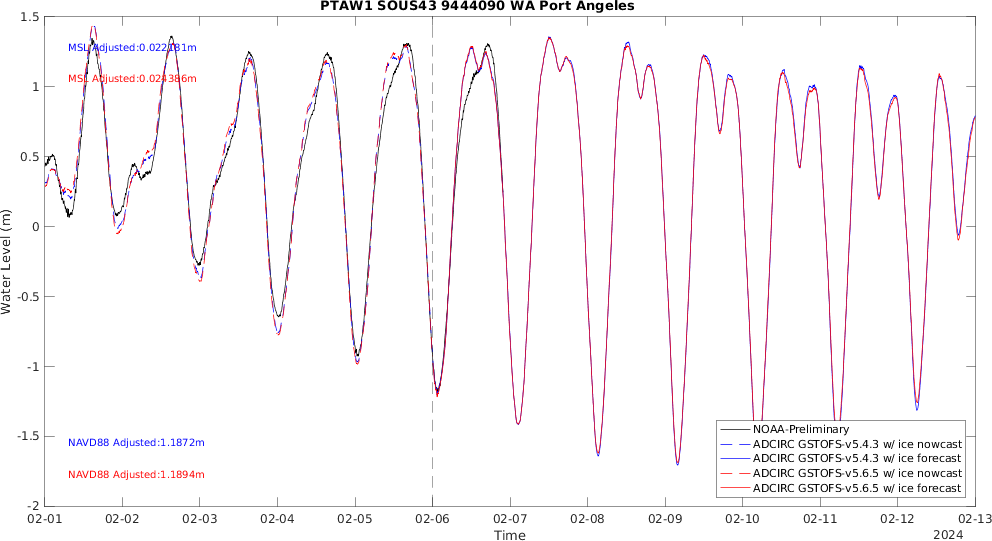 PTAW1 SOUS43 9444090 WA Port Angeles
1.5
1
0.5
0
-0.5
-1
-1.5
-2
Water Level (m)
MSL Adjusted:0.022181m
MSL Adjusted:0.024386m
NAVD88 Adjusted:1.1872m
NAVD88 Adjusted:1.1894m
NOAA-Preliminary
ADCIRC GSTOFS-v5.4.3 w/ ice nowcast
ADCIRC GSTOFS-v5.4.3 w/ ice forecast
ADCIRC GSTOFS-v5.6.5 w/ ice nowcast
ADCIRC GSTOFS-v5.6.5 w/ ice forecast
02-01 02-02 02-03 02-04 02-05 02-06 02-07 02-08 02-09 02-10 02-11 02-12 02-13
Time
2024